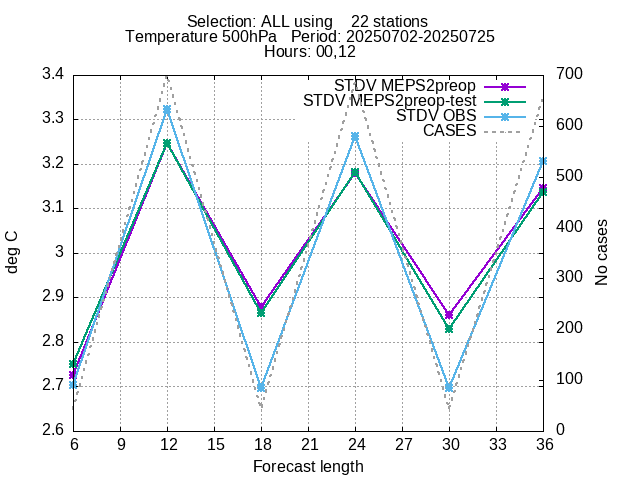 Selection: ALL using 22 stations
Temperature 500hPa Period: 20250702-20250725
Hours: 00,12
STDV MEPS2preop
STDV MEPS2preop-test
STDV OBS
CASES
deg C
3.4
3.3
3.2
3.1
3
2.9
2.8
2.7
2.6
700
600
500
400
300
200
100
0
No cases
6 9 12 15 18 21 24 27 30 33 36
Forecast length